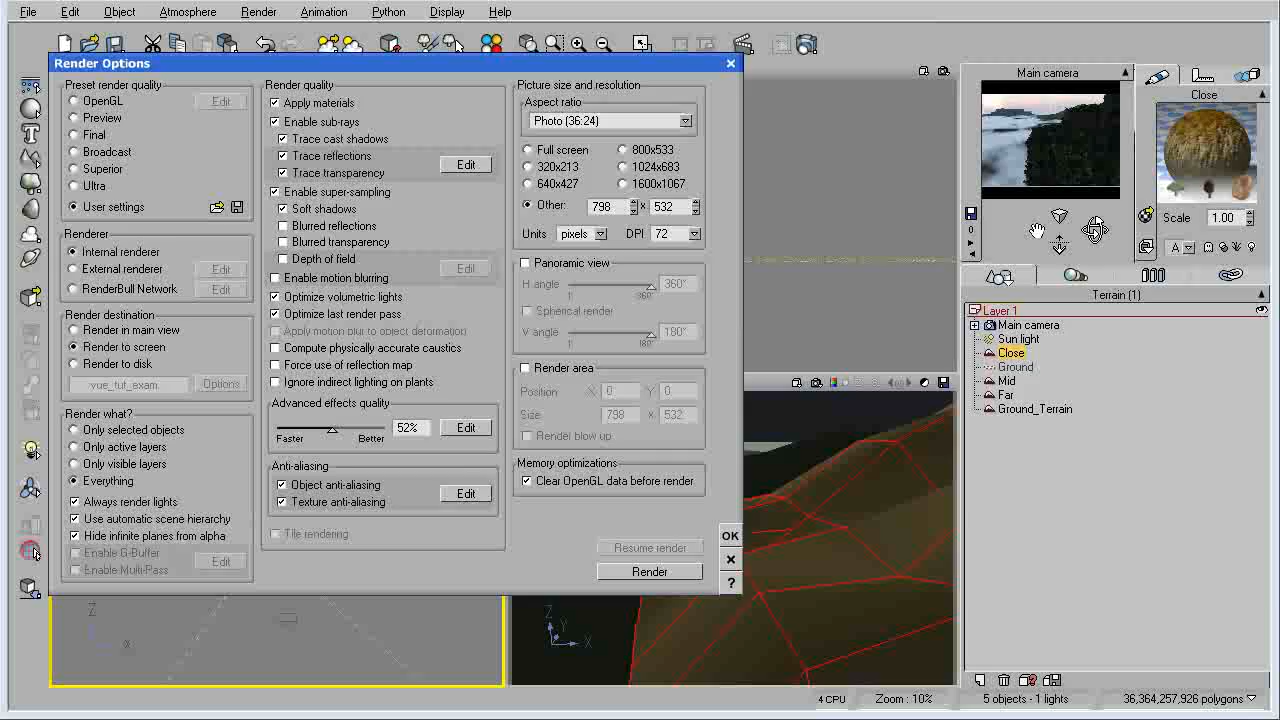 File Edit Object Atmosphere Render Animation Python Display Help
Render Options
Preset render quality
OpenGL Edit
Preview
Final
Broadcast
Superior
Ultra
User settings
Renderer
Internal renderer
External renderer Edit
RenderBull Network Edit
Render destination
Render in main view
Render to screen
Render to disk
vue_tut_exam. Options
Render what?
Only selected objects
Only active layers
Only visible layers
Everything
Always render lights
Use automatic scene hierarchy
Hide infinite planes from alpha
Enable G-Buffer
Enable Multi-Pass
Edit
Render quality
Apply materials
Enable sub-rays
Trace cast shadows
Trace reflections
Trace transparency
Edit
Enable super-sampling
Soft shadows
Blurred reflections
Blurred transparency
Depth of field
Enable motion blurring
Edit
Optimize volumetric lights
Optimize last render pass
Apply motion blur to object deformation
Compute physically accurate caustics
Force use of reflection map
Ignore indirect lighting on plants
Advanced effects quality
Faster Better 52% Edit
Anti-aliasing
Object anti-aliasing
Texture anti-aliasing
Edit
Tile rendering
Picture size and resolution
Aspect ratio
Photo (36:24)
Full screen 800x533
320x213 1024x683
640x427 1600x1067
Other: 798 x 532
Units pixels DPI 72
Panoramic view
H angle 360°
1 360°
Spherical render
V angle 180°
1 180°
Render area
Position X 0 Y 0
Size 798 x 532
Render blow up
Memory optimizations
Clear OpenGL data before render
Resume render
Render
OK
?
Main camera
Close
Scale 1.00
A
Terrain (1)
Layer 1
Main camera
Sun light
Close
Ground
Mid
Far
Ground_Terrain
Z
X
Z
Y
X
4 CPU Zoom : 10% 5 objects - 1 lights 36,364,257,926 polygons